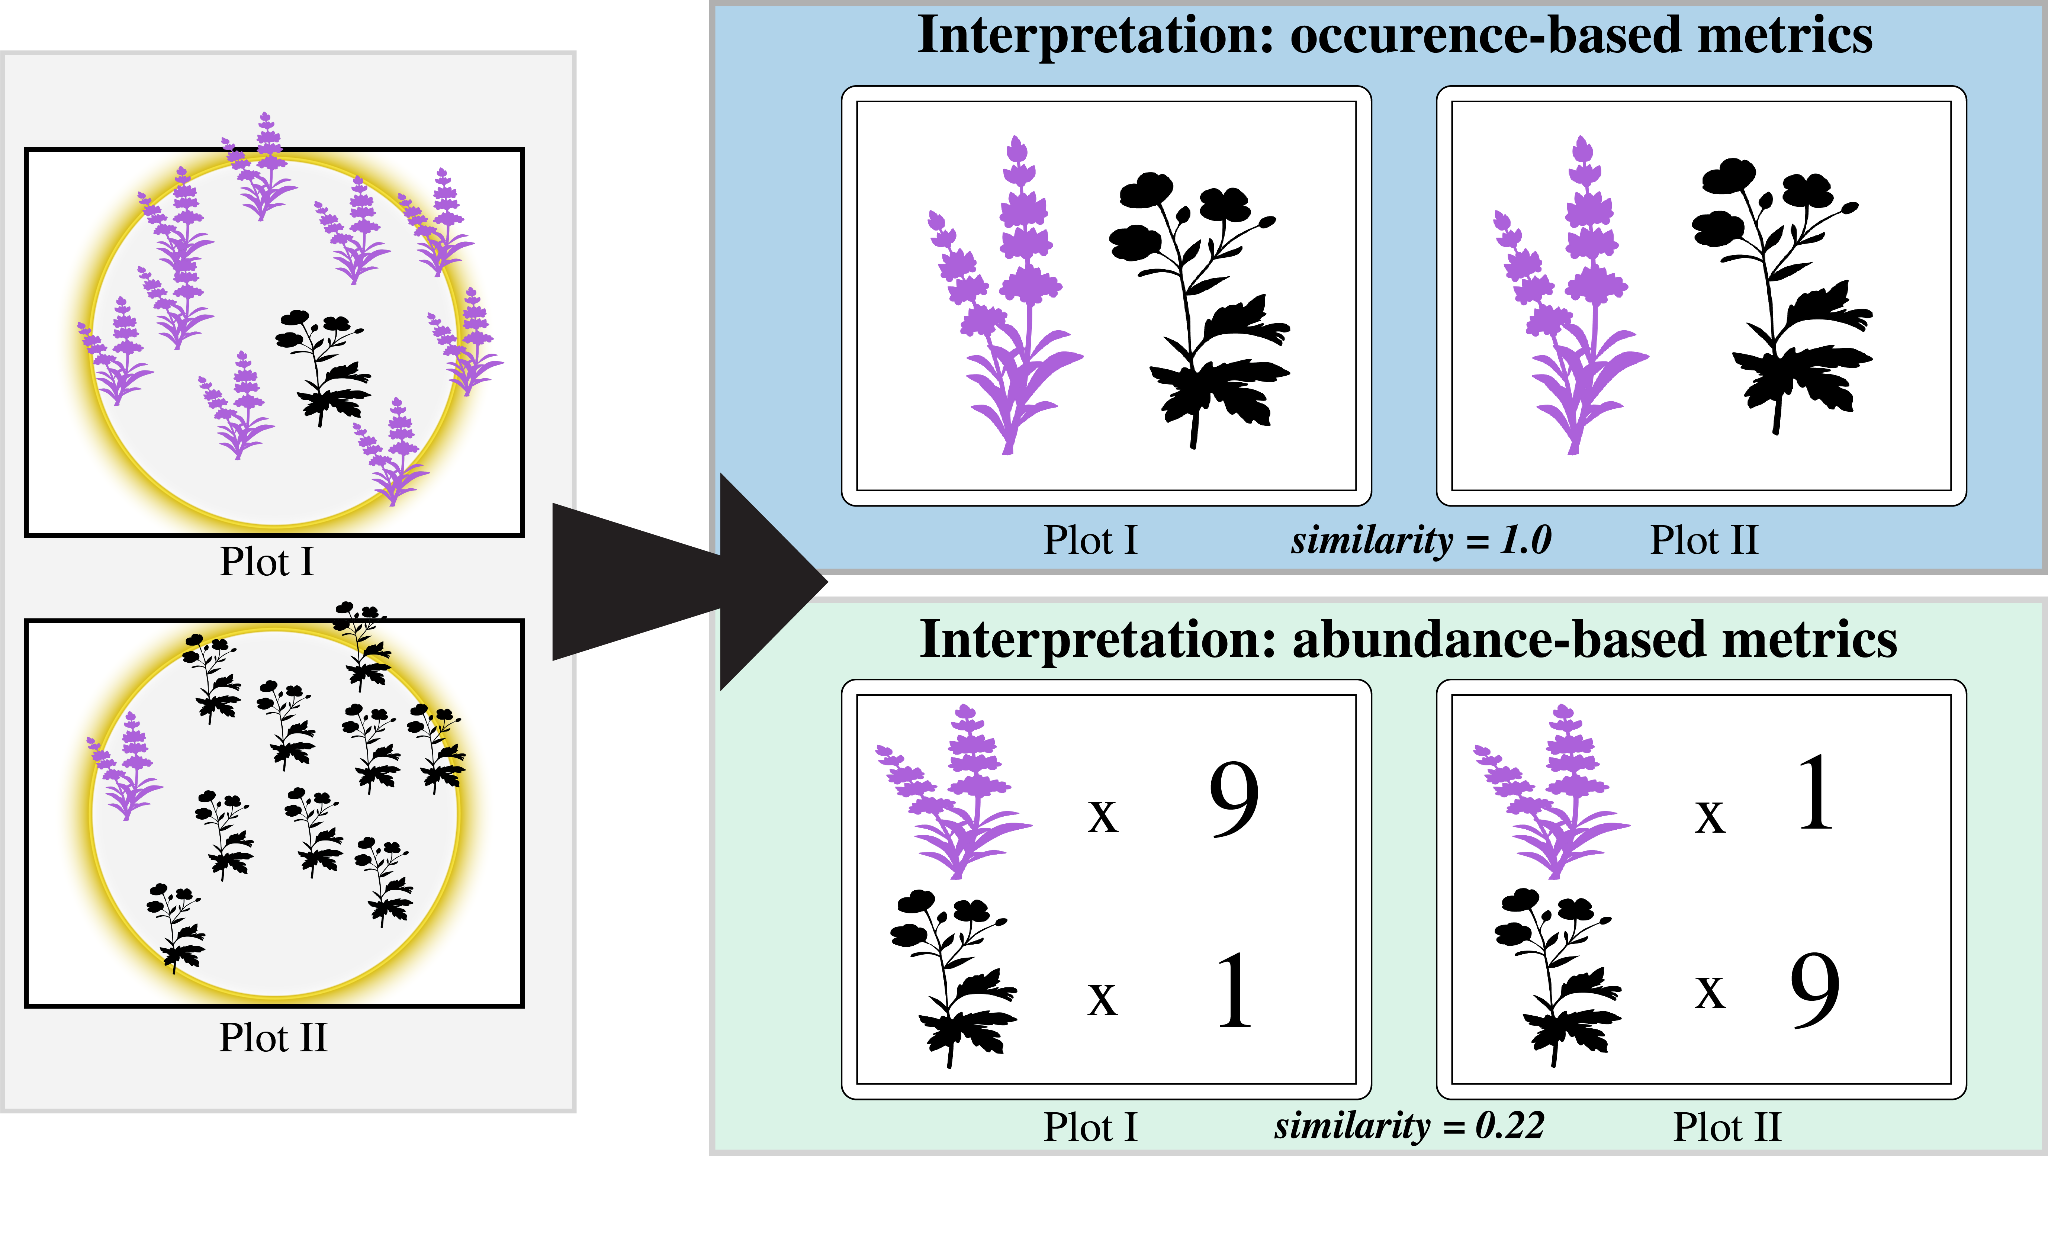 Plot I
Plot II
Interpretation: occurence-based metrics
Plot I
similarity = 1.0
Plot II
Interpretation: abundance-based metrics
x 9
x 1
x 1
x 9
Plot I
similarity = 0.22
Plot II